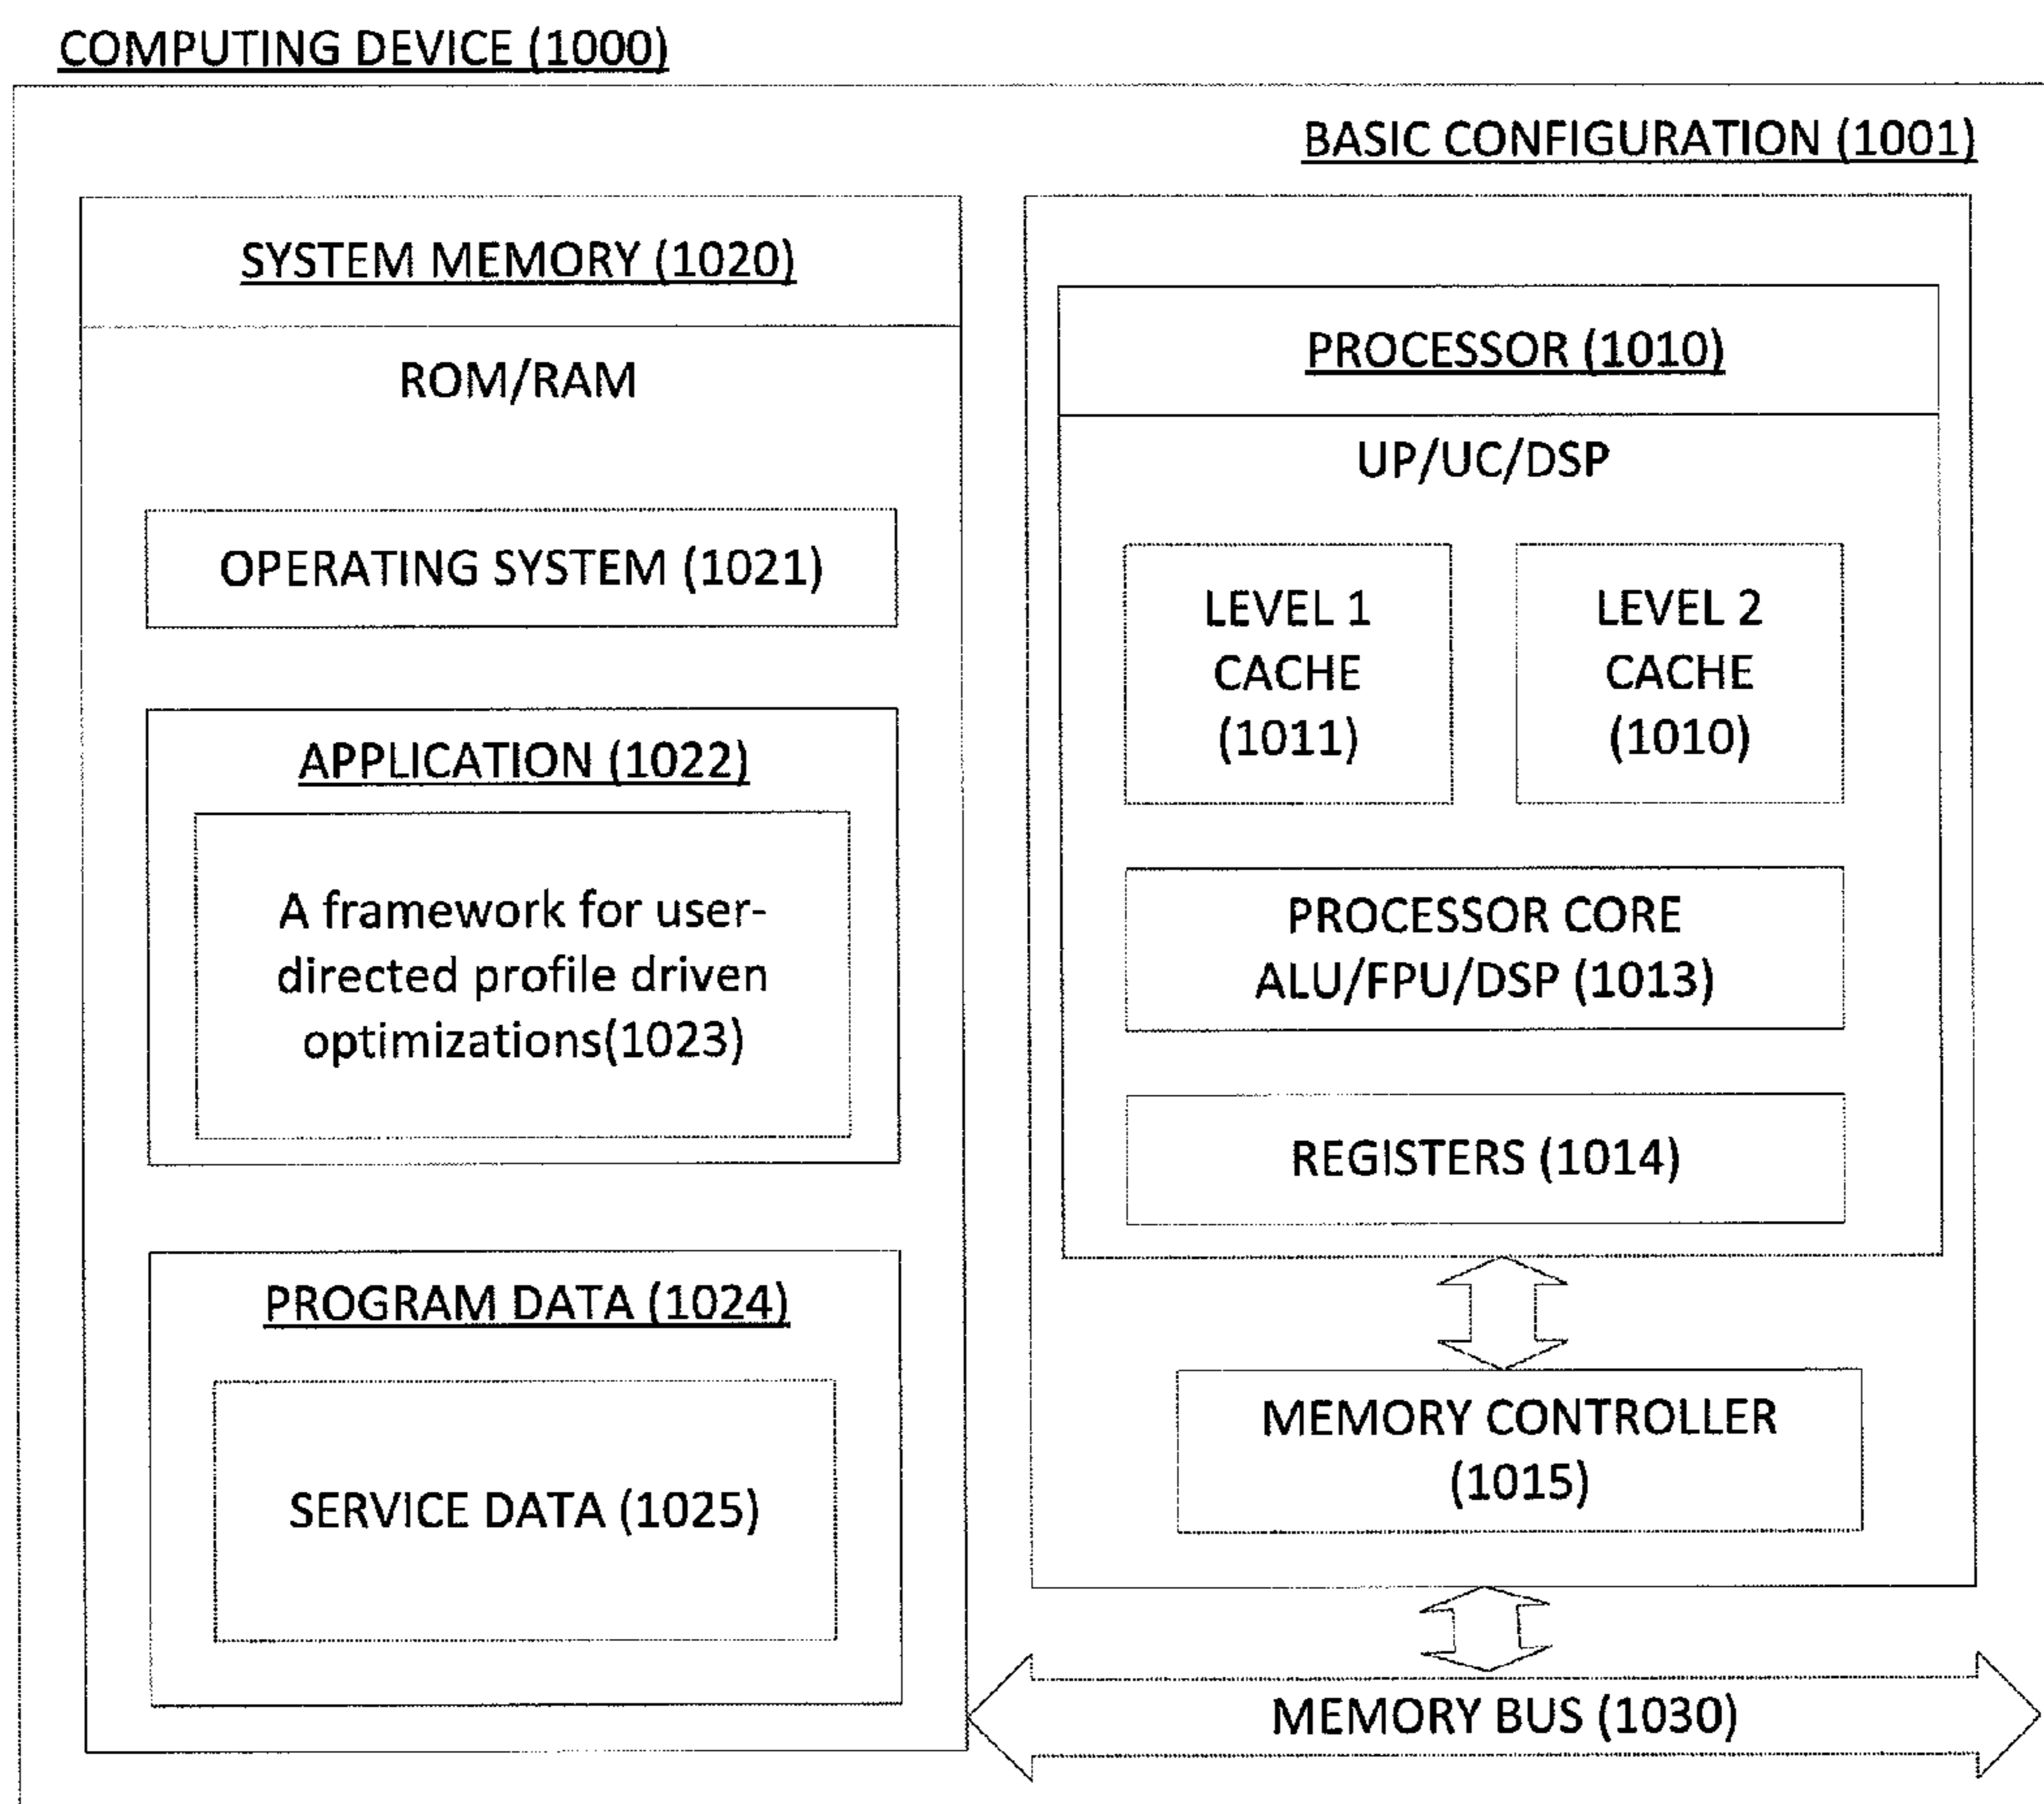 COMPUTING DEVICE (1000)
BASIC CONFIGURATION (1001)
SYSTEM MEMORY (1020)
ROM/RAM
OPERATING SYSTEM (1021)
APPLICATION (1022)
A framework for user-
directed profile driven
optimizations(1023)
PROGRAM DATA (1024)
SERVICE DATA (1025)
PROCESSOR (1010)
UP/UC/DSP
LEVEL 1
CACHE
(1011)
LEVEL 2
CACHE
(1010)
PROCESSOR CORE
ALU/FPU/DSP (1013)
REGISTERS (1014)
MEMORY CONTROLLER
(1015)
MEMORY BUS (1030)